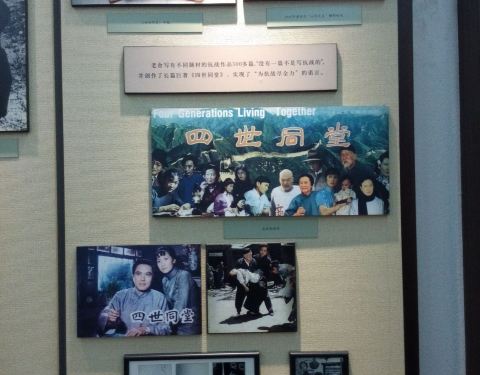 老舍写有不同题材的抗战作品500多篇,"没有一篇不是写抗战的",
并创作了长篇巨著《四世同堂》,实现了"为抗战尽全力"的誓言。
Four Generations Living Together
四世同堂
四世同堂